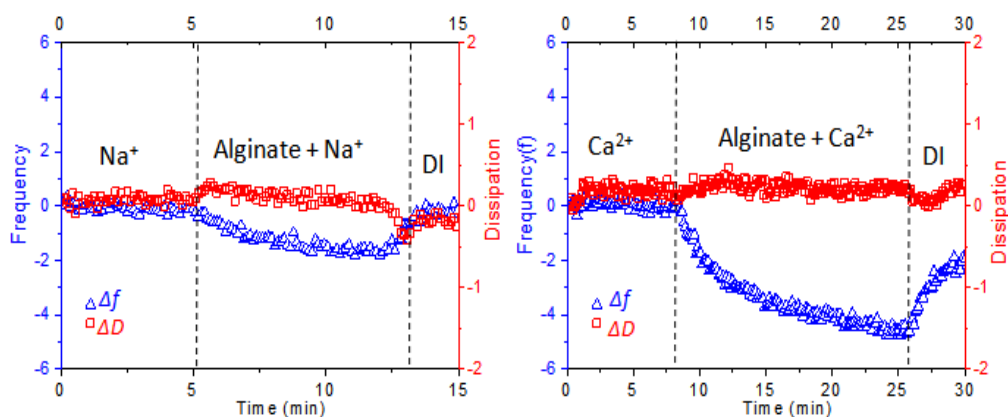 0 5 10 15
6
4
2
0
-2
-4
-6
Frequency
Na⁺
Alginate + Na⁺
DI
Δf
ΔD
2
1
0
-1
-2
Dissipation
0 5 10 15
Time (min)
0 5 10 15 20 25 30
6
4
2
0
-2
-4
-6
Frequency(f)
Ca²⁺
Alginate + Ca²⁺
DI
Δf
ΔD
2
1
0
-1
-2
Dissipation
0 5 10 15 20 25 30
Time (min)